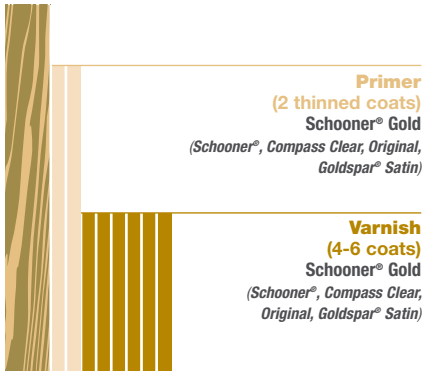 Primer
(2 thinned coats)
Schooner® Gold
(Schooner®, Compass Clear, Original,
Goldspar® Satin)
Varnish
(4-6 coats)
Schooner® Gold
(Schooner®, Compass Clear,
Original, Goldspar® Satin)